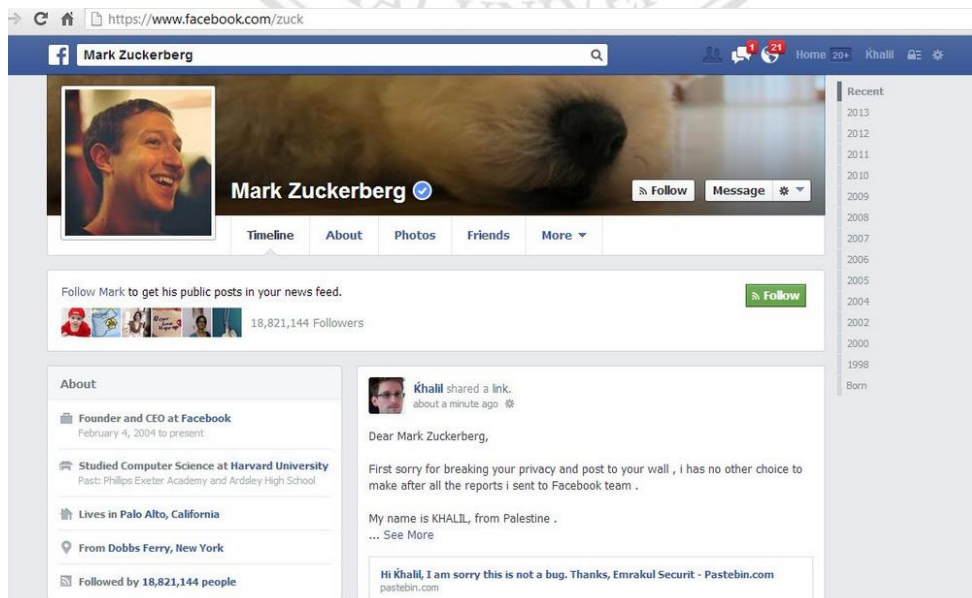 https://www.facebook.com/zuck
f Mark Zuckerberg 1 21 Home 20+ Ḱhalil
Mark Zuckerberg
Follow Message
Timeline About Photos Friends More
Follow Mark to get his public posts in your news feed.
Follow
18,821,144 Followers
About
Founder and CEO at Facebook
February 4, 2004 to present
Studied Computer Science at Harvard University
Past: Philips Exeter Academy and Ardsley High School
Lives in Palo Alto, California
From Dobbs Ferry, New York
Followed by 18,821,144 people
Ḱhalil shared a link.
about a minute ago
Dear Mark Zuckerberg,
First sorry for breaking your privacy and post to your wall , i has no other choice to
make after all the reports i sent to Facebook team .
My name is KHALIL, from Palestine .
... See More
Hi Ḱhalil, I am sorry this is not a bug. Thanks, Emrakul Securit - Pastebin.com
pastebin.com
Recent
2013
2012
2011
2010
2009
2008
2007
2006
2005
2004
2002
2000
1998
Born